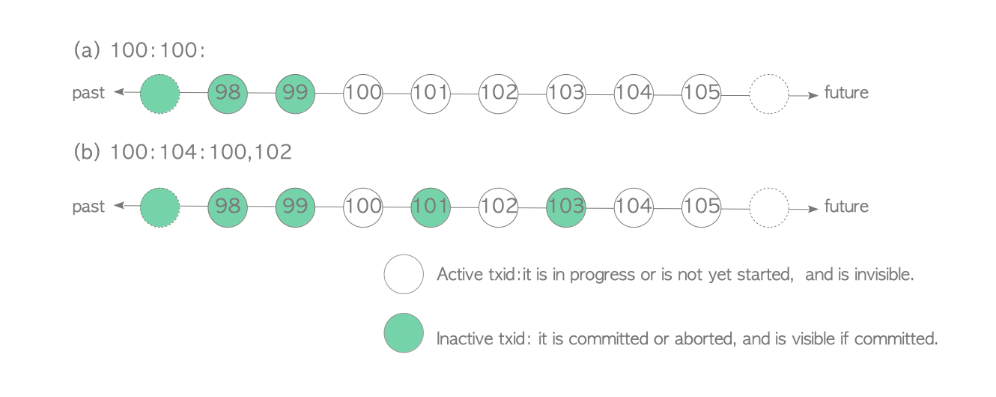 (a) 100:100:
past 98 99 100 101 102 103 104 105 future
(b) 100:104:100,102
past 98 99 100 101 102 103 104 105 future
Active txid:it is in progress or is not yet started, and is invisible.
Inactive txid: it is committed or aborted, and is visible if committed.